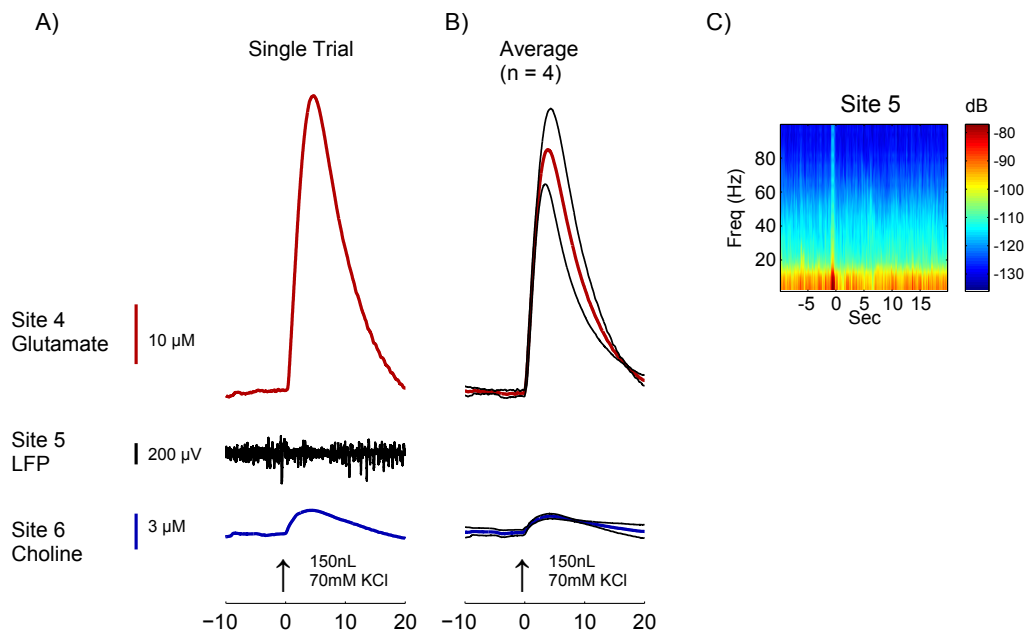 A)
Single Trial
B)
Average
(n = 4)
C)
Site 5
dB
Freq (Hz)
80
60
40
20
-5 0 5 10 15
Sec
-80
-90
-100
-110
-120
-130
Site 4
Glutamate
10 µM
Site 5
LFP
200 µV
Site 6
Choline
3 µM
150nL
70mM KCl
150nL
70mM KCl
−10 0 10 20
−10 0 10 20